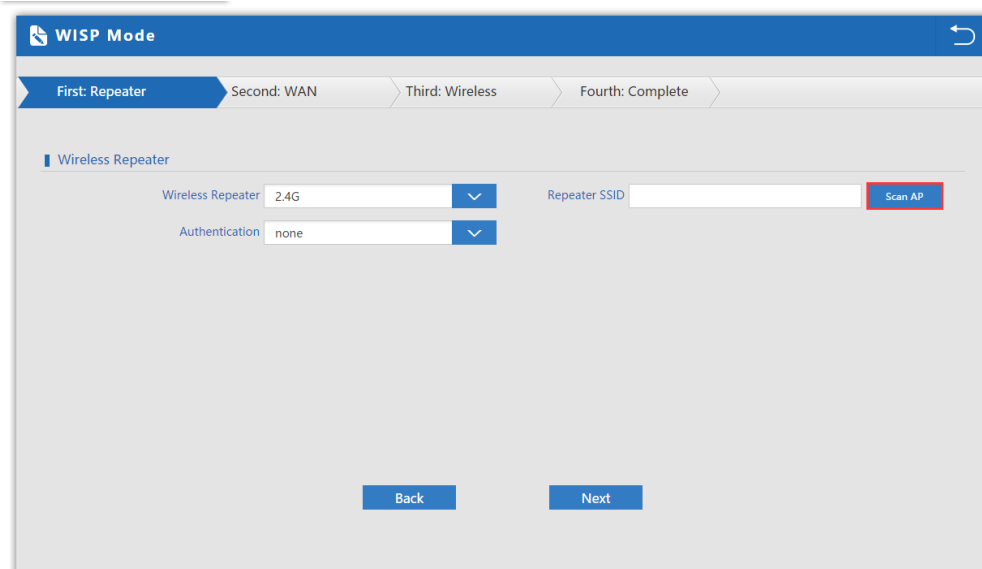 WISP Mode
First: Repeater
Second: WAN
Third: Wireless
Fourth: Complete
Wireless Repeater
Wireless Repeater 2.4G
Repeater SSID
Scan AP
Authentication none
Back
Next